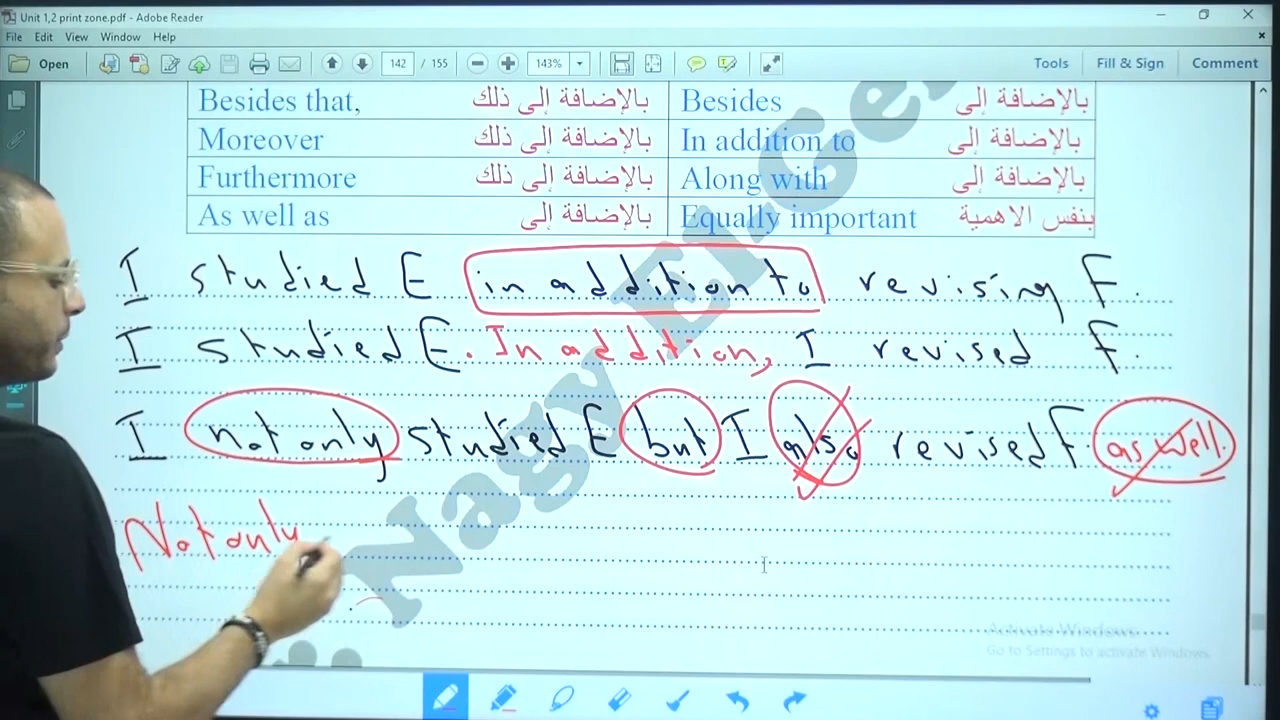 Unit 1,2 print zone.pdf - Adobe Reader
File Edit View Window Help
Open 142 / 155 143% Tools Fill & Sign Comment
Besides that, بالإضافة إلى ذلك Besides بالإضافة إلى
Moreover بالإضافة إلى ذلك In addition to بالإضافة إلى
Furthermore بالإضافة إلى ذلك Along with بالإضافة إلى
As well as بالإضافة إلى Equally important بنفس الاهمية
I studied E in addition to revising F.
I studied E. In addition, I revised F.
I not only studied E but I also revised F as well.
Not only
Nagy El.Ge
Activate Windows
Go to Settings to activate Windows.